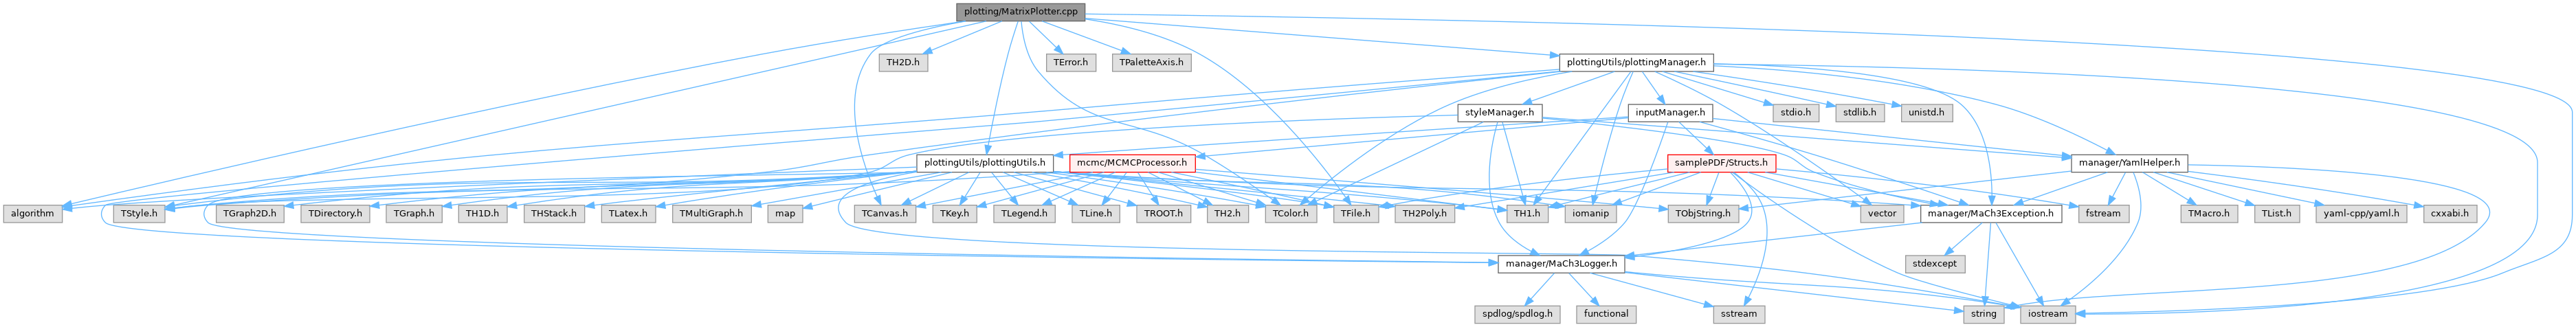 plotting/MatrixPlotter.cpp
TH2D.h
TError.h
TPaletteAxis.h
plottingUtils/plottingManager.h
styleManager.h
inputManager.h
stdio.h
stdlib.h
unistd.h
plottingUtils/plottingUtils.h
mcmc/MCMCProcessor.h
samplePDF/Structs.h
manager/YamlHelper.h
algorithm
TStyle.h
TGraph2D.h
TDirectory.h
TGraph.h
TH1D.h
THStack.h
TLatex.h
TMultiGraph.h
map
TCanvas.h
TKey.h
TLegend.h
TLine.h
TROOT.h
TH2.h
TColor.h
TFile.h
TH2Poly.h
TH1.h
iomanip
TObjString.h
vector
manager/MaCh3Exception.h
fstream
TMacro.h
TList.h
yaml-cpp/yaml.h
cxxabi.h
manager/MaCh3Logger.h
stdexcept
spdlog/spdlog.h
functional
sstream
string
iostream